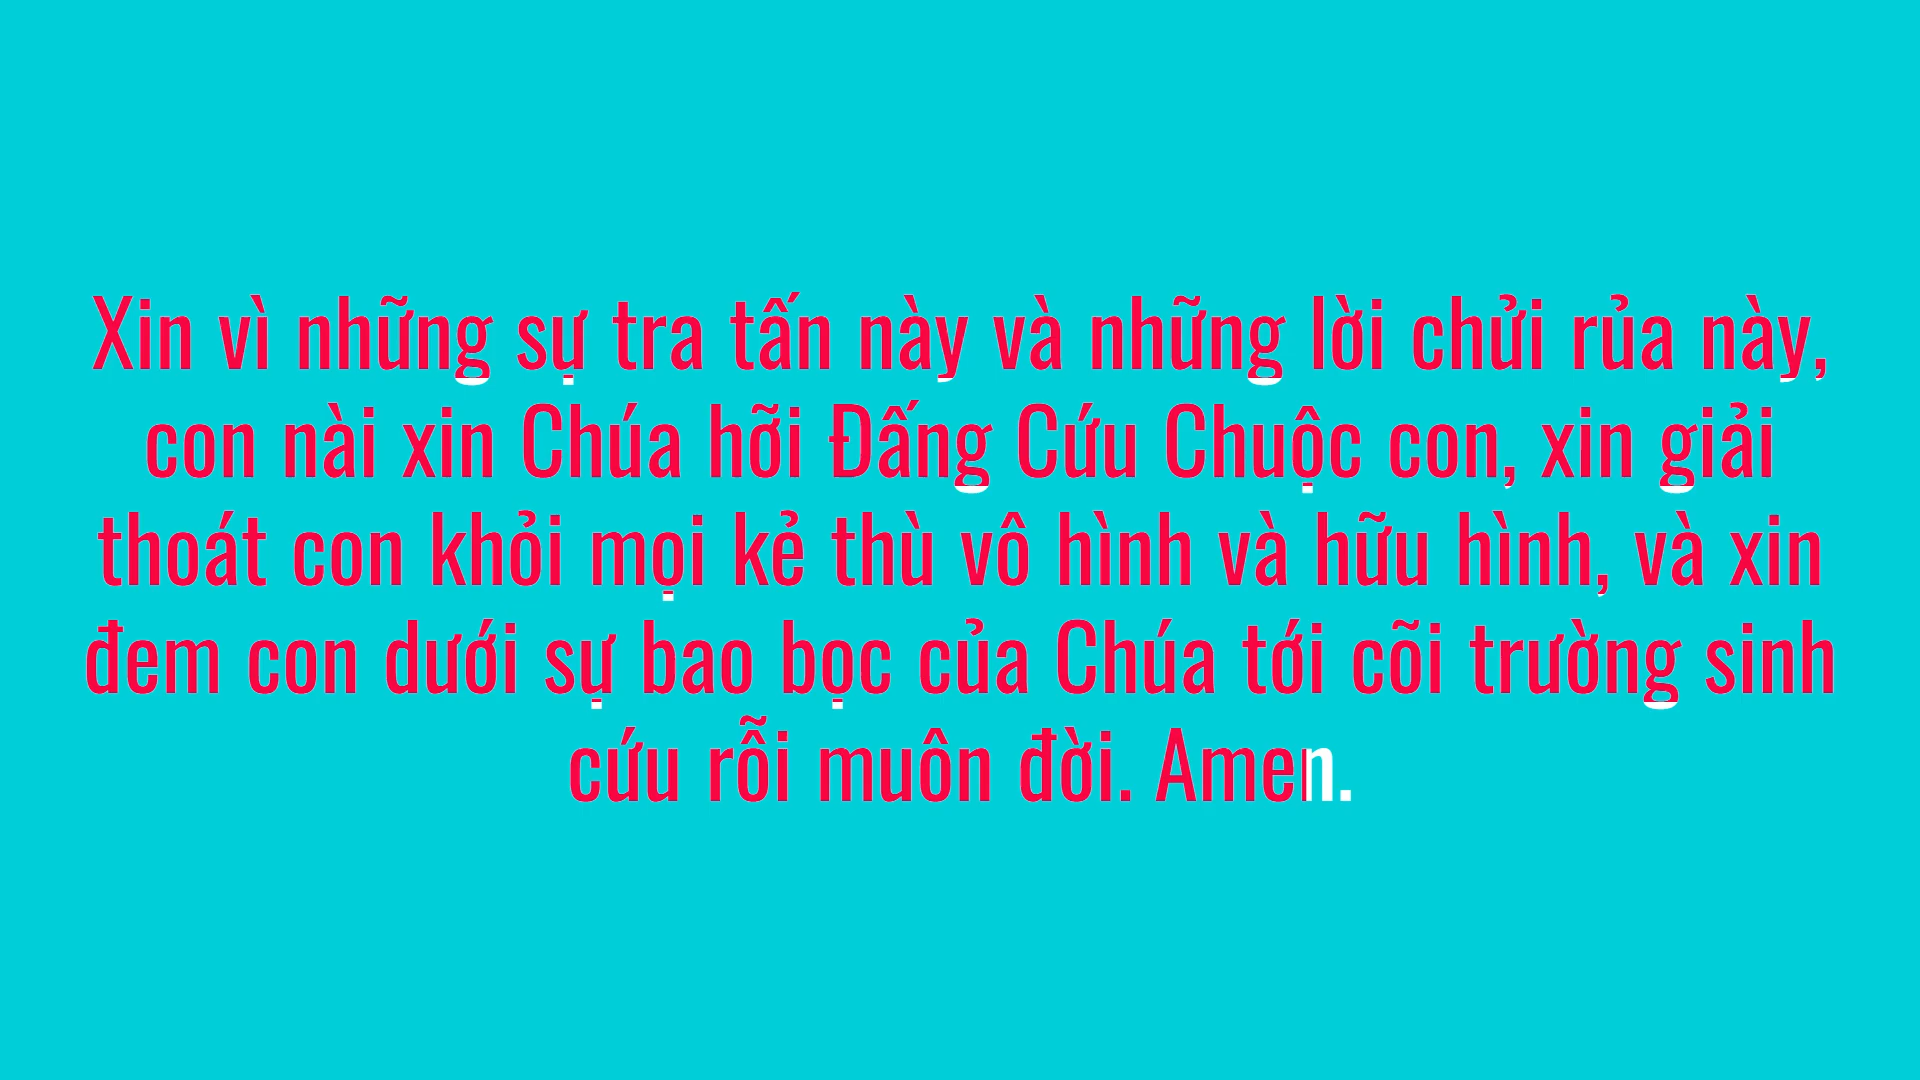 Xin vì những sự tra tấn này và những lời chửi rủa này,
con nài xin Chúa hỡi Đấng Cứu Chuộc con, xin giải
thoát con khỏi mọi kẻ thù vô hình và hữu hình, và xin
đem con dưới sự bao bọc của Chúa tới cõi trường sinh
cứu rỗi muôn đời. Amen.